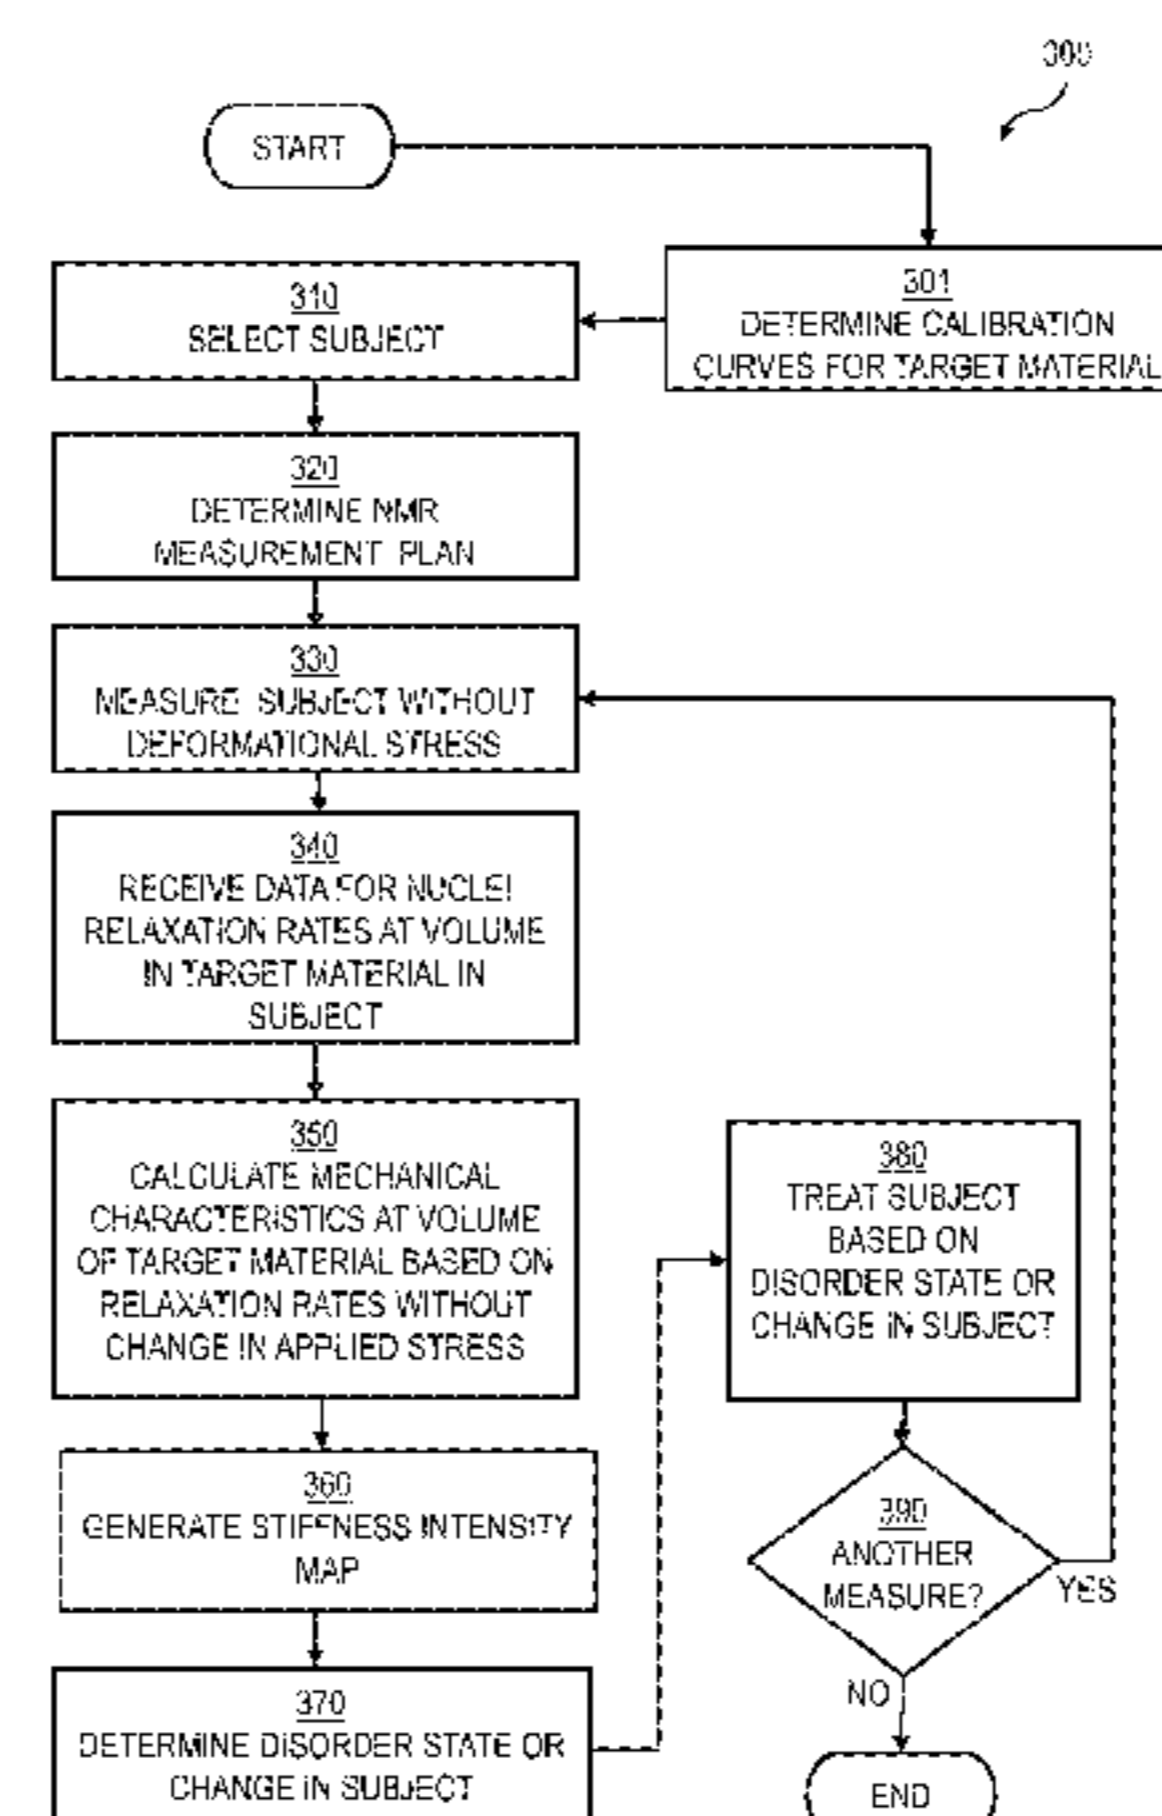 300
START
301
DETERMINE CALIBRATION
CURVES FOR TARGET MATERIAL
310
SELECT SUBJECT
320
DETERMINE NMR
MEASUREMENT PLAN
330
MEASURE SUBJECT WITHOUT
DEFORMATIONAL STRESS
340
RECEIVE DATA FOR NUCLEI
RELAXATION RATES AT VOLUME
IN TARGET MATERIAL IN
SUBJECT
350
CALCULATE MECHANICAL
CHARACTERISTICS AT VOLUME
OF TARGET MATERIAL BASED ON
RELAXATION RATES WITHOUT
CHANGE IN APPLIED STRESS
360
GENERATE STIFFNESS INTENSITY
MAP
370
DETERMINE DISORDER STATE OR
CHANGE IN SUBJECT
380
TREAT SUBJECT
BASED ON
DISORDER STATE OR
CHANGE IN SUBJECT
390
ANOTHER
MEASURE?
YES
NO
END